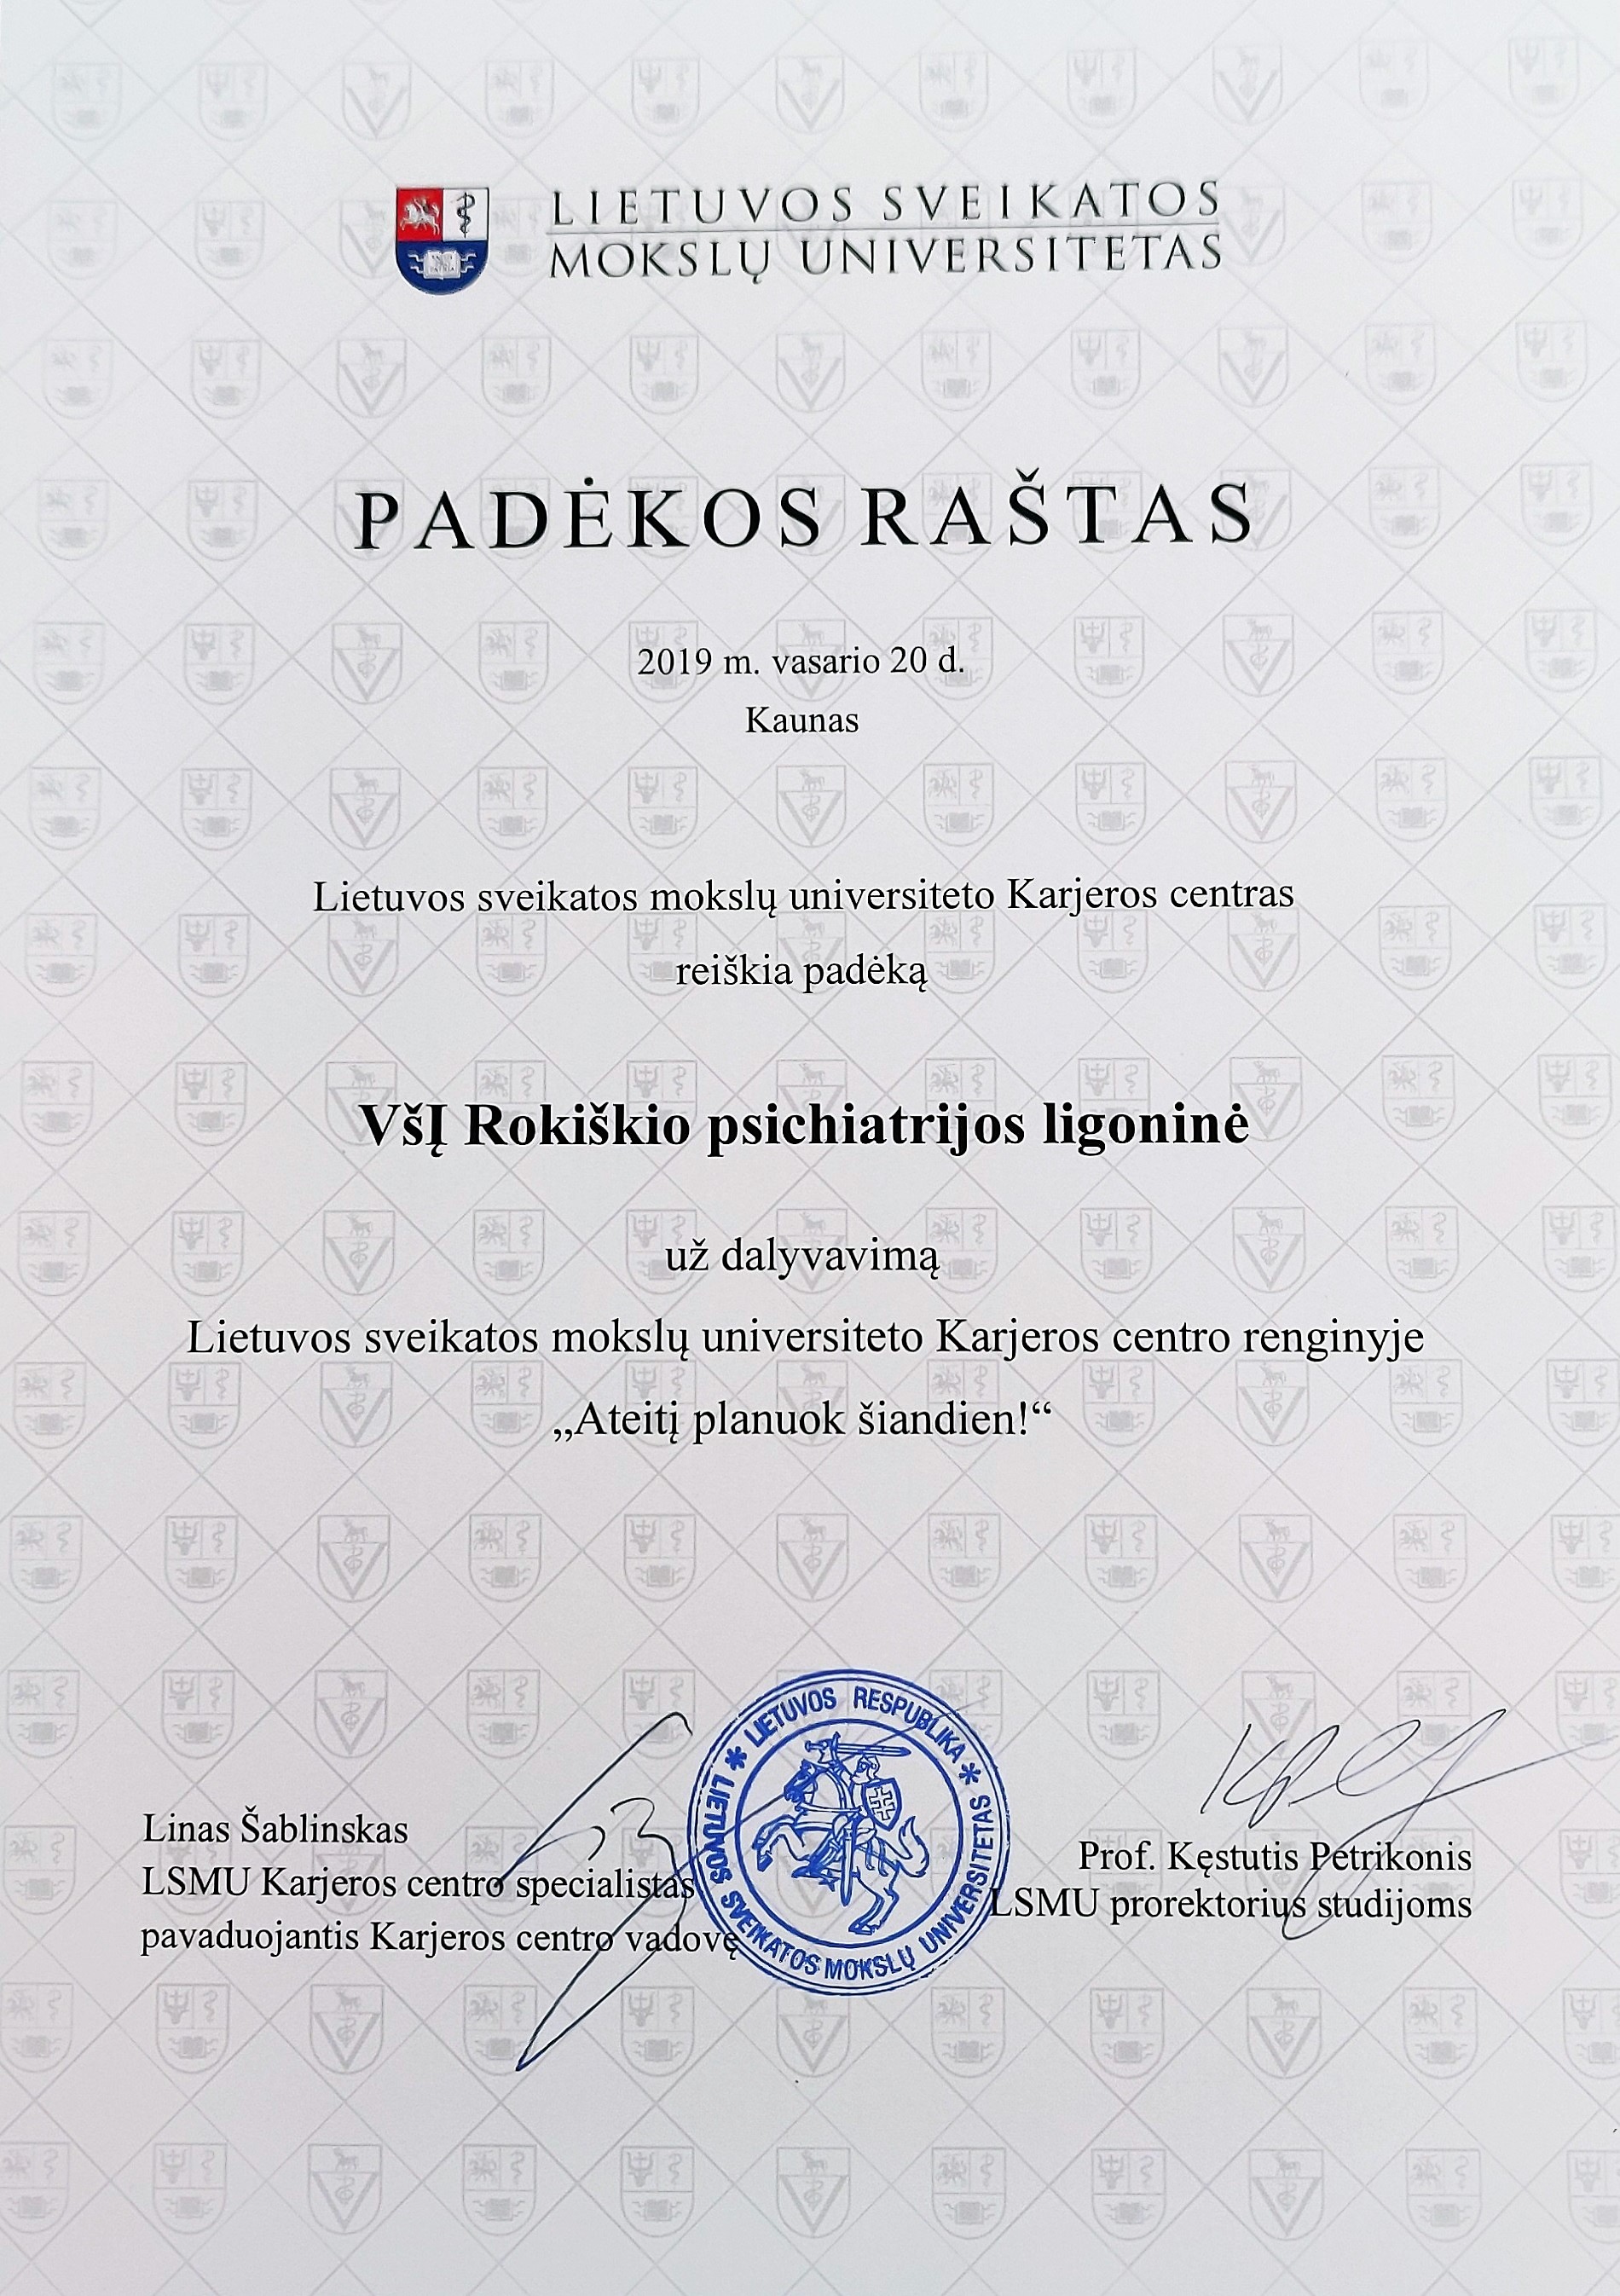 LIETUVOS SVEIKATOS
MOKSLŲ UNIVERSITETAS
PADĖKOS RAŠTAS
2019 m. vasario 20 d.
Kaunas
Lietuvos sveikatos mokslų universiteto Karjeros centras
reiškia padėką
VšĮ Rokiškio psichiatrijos ligoninė
už dalyvavimą
Lietuvos sveikatos mokslų universiteto Karjeros centro renginyje
„Ateitį planuok šiandien!“
Linas Šablinskas
LSMU Karjeros centro specialistas
pavaduojantis Karjeros centro vadovę
* LIETUVOS RESPUBLIKA *
LIETUVOS SVEIKATOS MOKSLŲ UNIVERSITETAS
Prof. Kęstutis Petrikonis
LSMU prorektorius studijoms